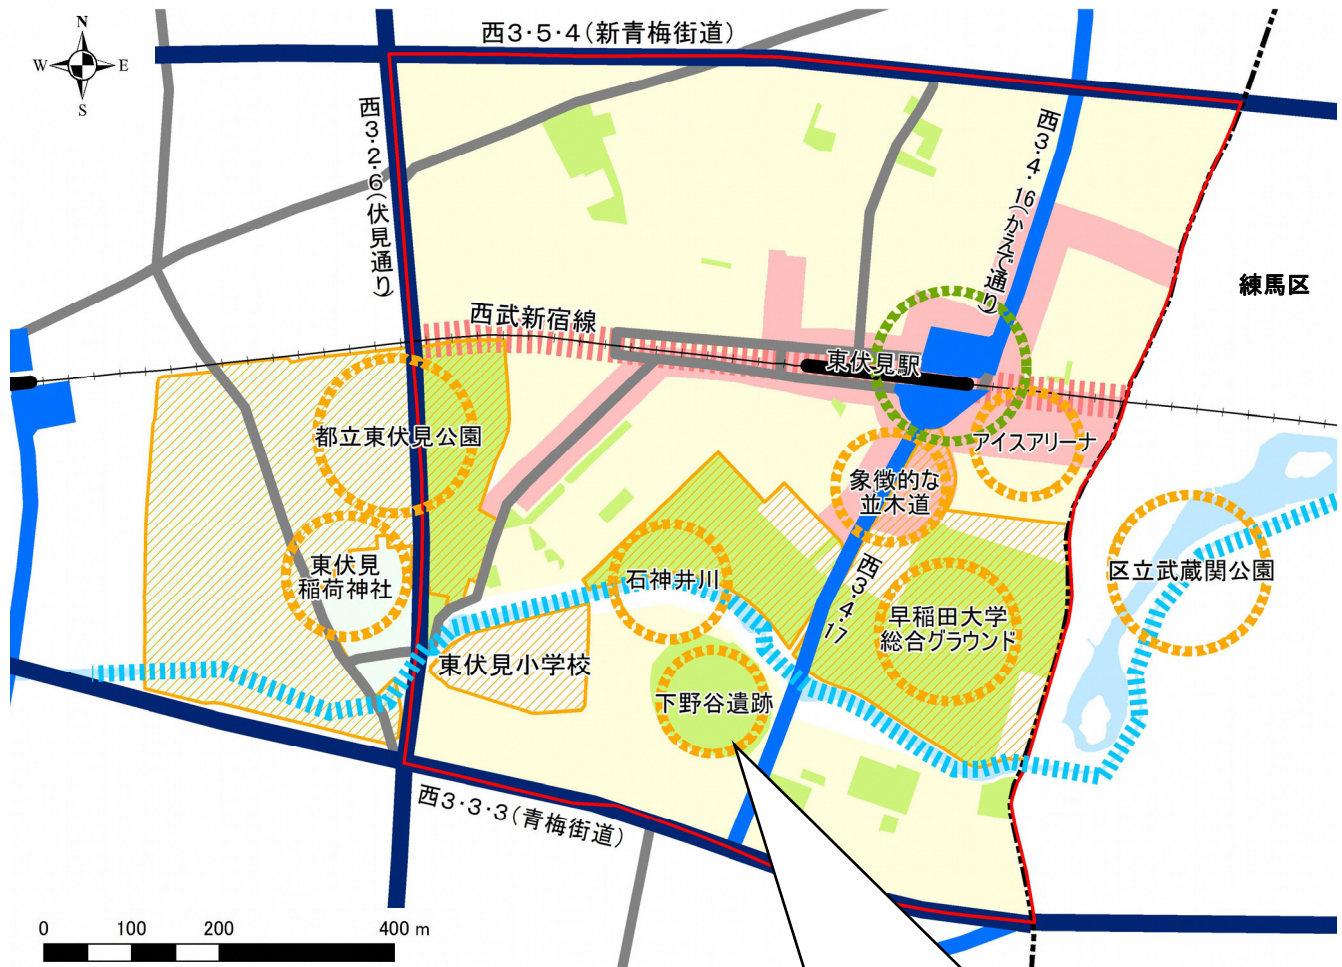 西3・5・4(新青梅街道)
N
W
E
S
西3・2・6(伏見通り)
西3・4・16(かえで通り)
練馬区
西武新宿線
東伏見駅
都立東伏見公園
アイスアリーナ
象徴的な
並木道
東伏見
稲荷神社
石神井川
西3・4・17
早稲田大学
総合グラウンド
区立武蔵関公園
東伏見小学校
下野谷遺跡
西3・3・3(青梅街道)
0 100 200 400 m